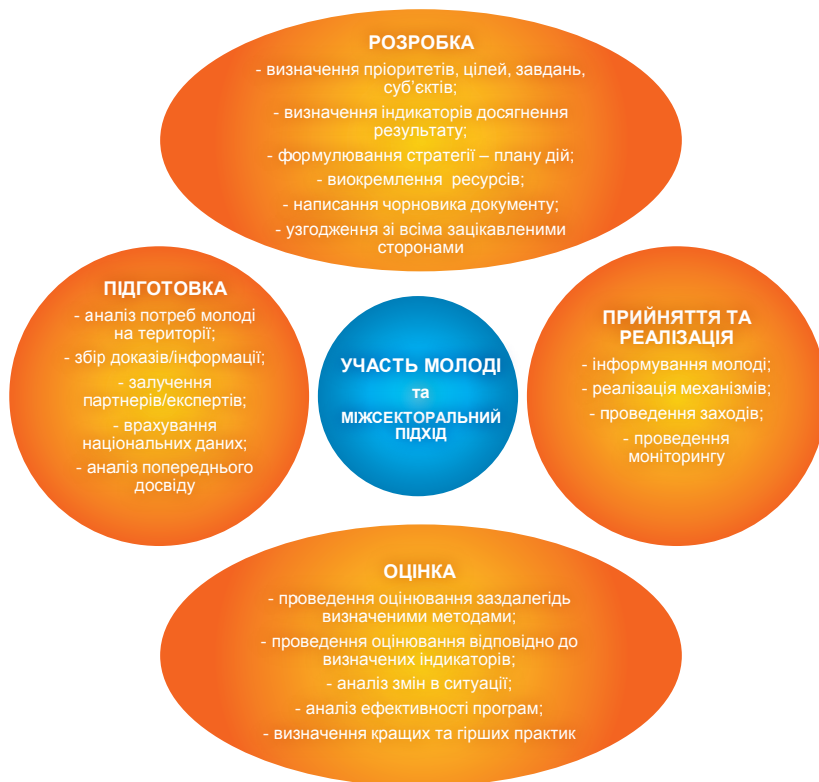 РОЗРОБКА
- визначення пріоритетів, цілей, завдань,
суб’єктів;
- визначення індикаторів досягнення
результату;
- формулювання стратегії – плану дій;
- виокремлення ресурсів;
- написання чорновика документу;
- узгодження зі всіма зацікавленими
сторонами
ПІДГОТОВКА
- аналіз потреб молоді
на території;
- збір доказів/інформації;
- залучення
партнерів/експертів;
- врахування
національних даних;
- аналіз попереднього
досвіду
УЧАСТЬ МОЛОДІ
та
МІЖСЕКТОРАЛЬНИЙ
ПІДХІД
ПРИЙНЯТТЯ ТА
РЕАЛІЗАЦІЯ
- інформування молоді;
- реалізація механізмів;
- проведення заходів;
- проведення
моніторингу
ОЦІНКА
- проведення оцінювання заздалегідь
визначеними методами;
- проведення оцінювання відповідно до
визначених індикаторів;
- аналіз змін в ситуації;
- аналіз ефективності програм;
- визначення кращих та гірших практик